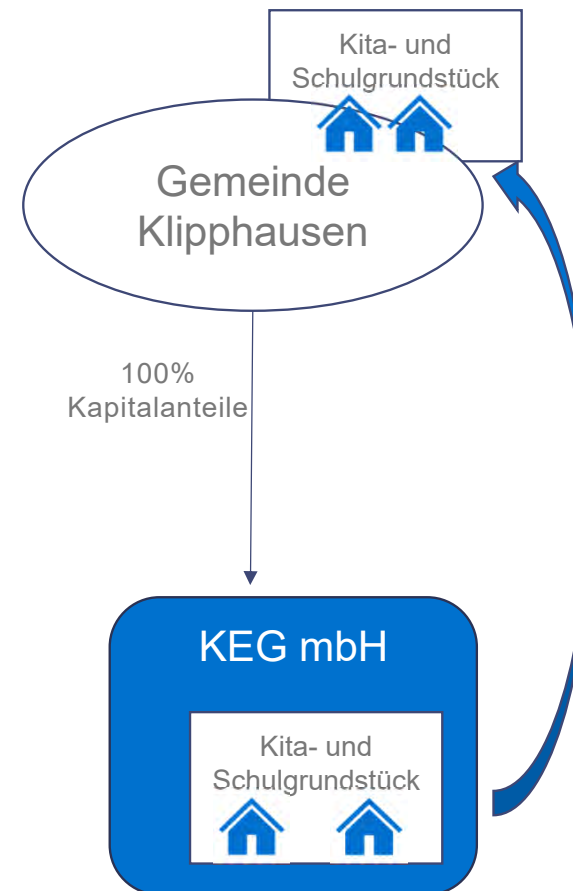 Kita- und
Schulgrundstück
Gemeinde
Klipphausen
100%
Kapitalanteile
KEG mbH
Kita- und
Schulgrundstück